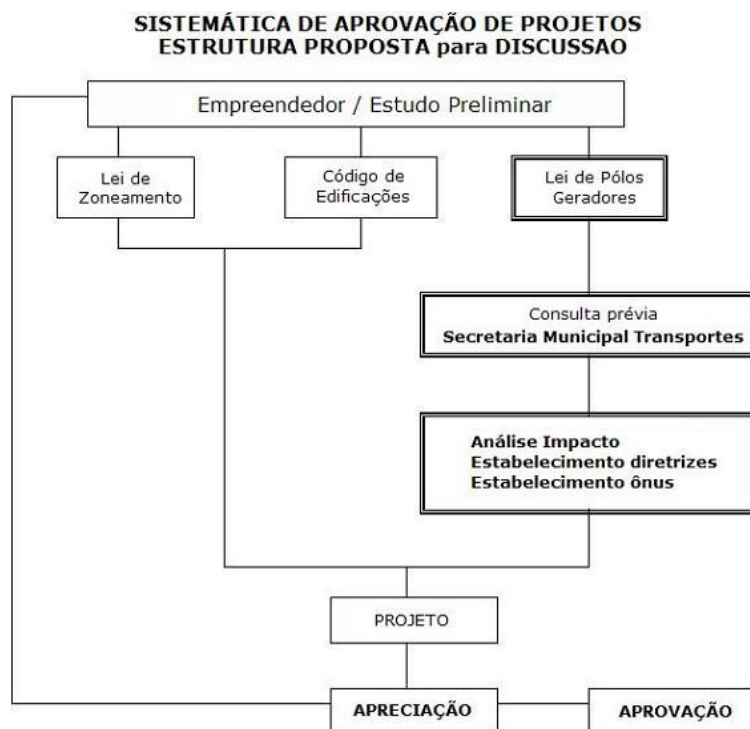 SISTEMÁTICA DE APROVAÇÃO DE PROJETOS
ESTRUTURA PROPOSTA para DISCUSSAO
Empreendedor / Estudo Preliminar
Lei de
Zoneamento
Código de
Edificações
Lei de Pólos
Geradores
Consulta prévia
Secretaria Municipal Transportes
Análise Impacto
Estabelecimento diretrizes
Estabelecimento ônus
PROJETO
APRECIAÇÃO
APROVAÇÃO